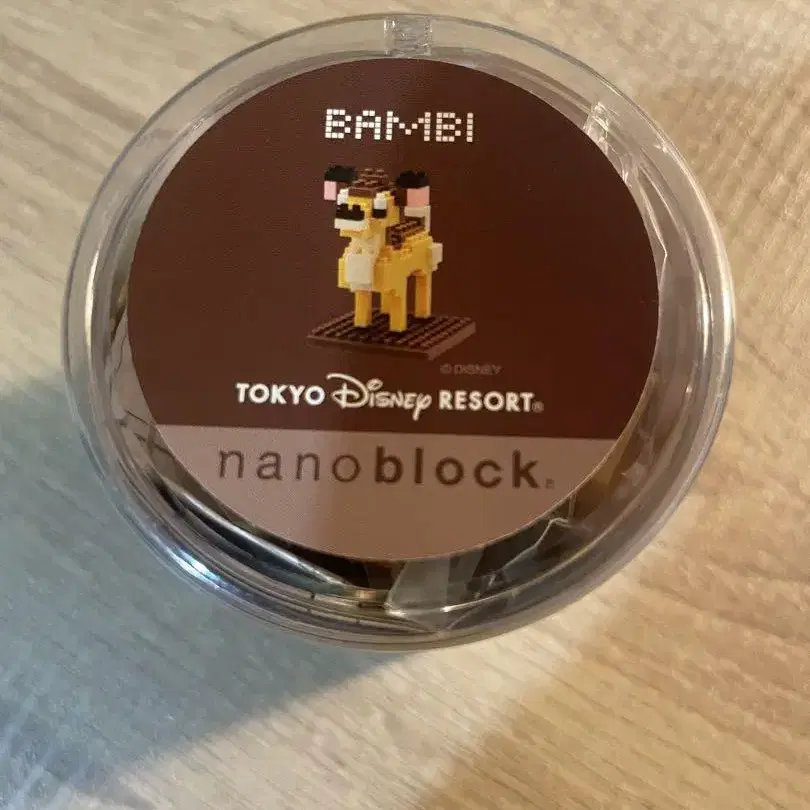 BAMBI
© DISNEY
TOKYO Disney RESORT®
nanoblock®